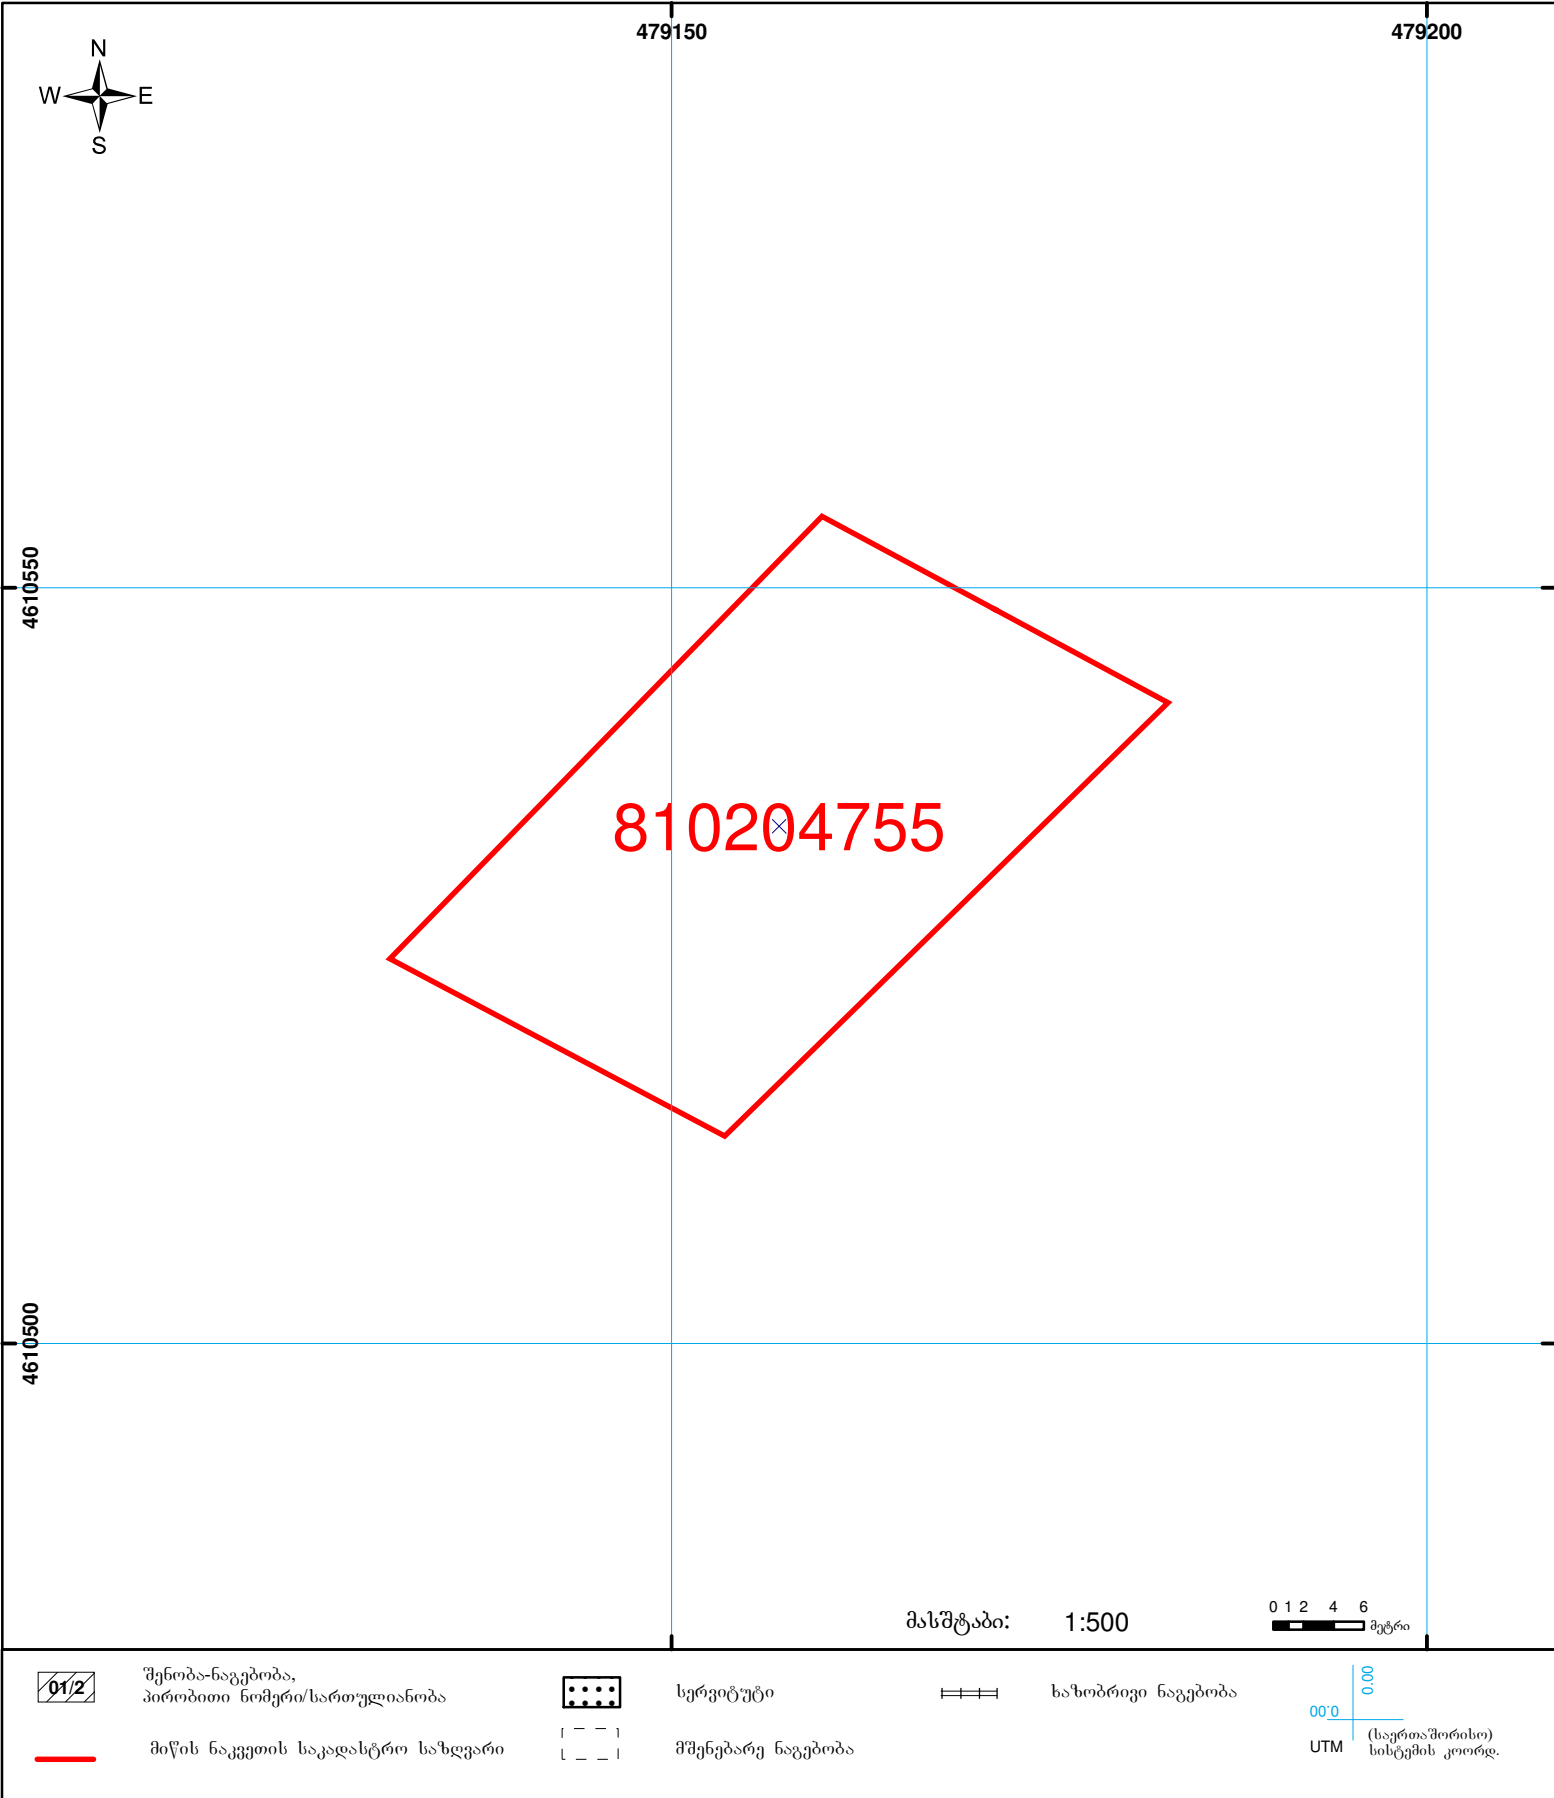 479150
479200
N
W E
S
4610550
810204755
4610500
მასშტაბი: 1:500
0 1 2 4 6
მეტრი
01/2
შენობა-ნაგებობა,
პირობითი ნომერი/სართულიანობა
სერვიტუტი
ხაზობრივი ნაგებობა
0.00
00.0
მიწის ნაკვეთის საკადასტრო საზღვარი
მშენებარე ნაგებობა
UTM
(საერთაშორისო)
სისტემის კოორდ.